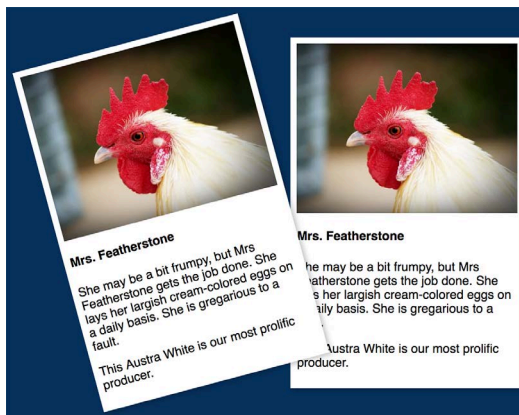 Mrs. Featherstone
She may be a bit frumpy, but Mrs
Featherstone gets the job done. She
lays her largish cream-colored eggs on
a daily basis. She is gregarious to a
fault.
This Austra White is our most prolific
producer.
Mrs. Featherstone
may be a bit frumpy, but Mrs
gets the job done. She
her largish cream-colored eggs on
basis. She is gregarious to a
Austra White is our most prolific
producer.